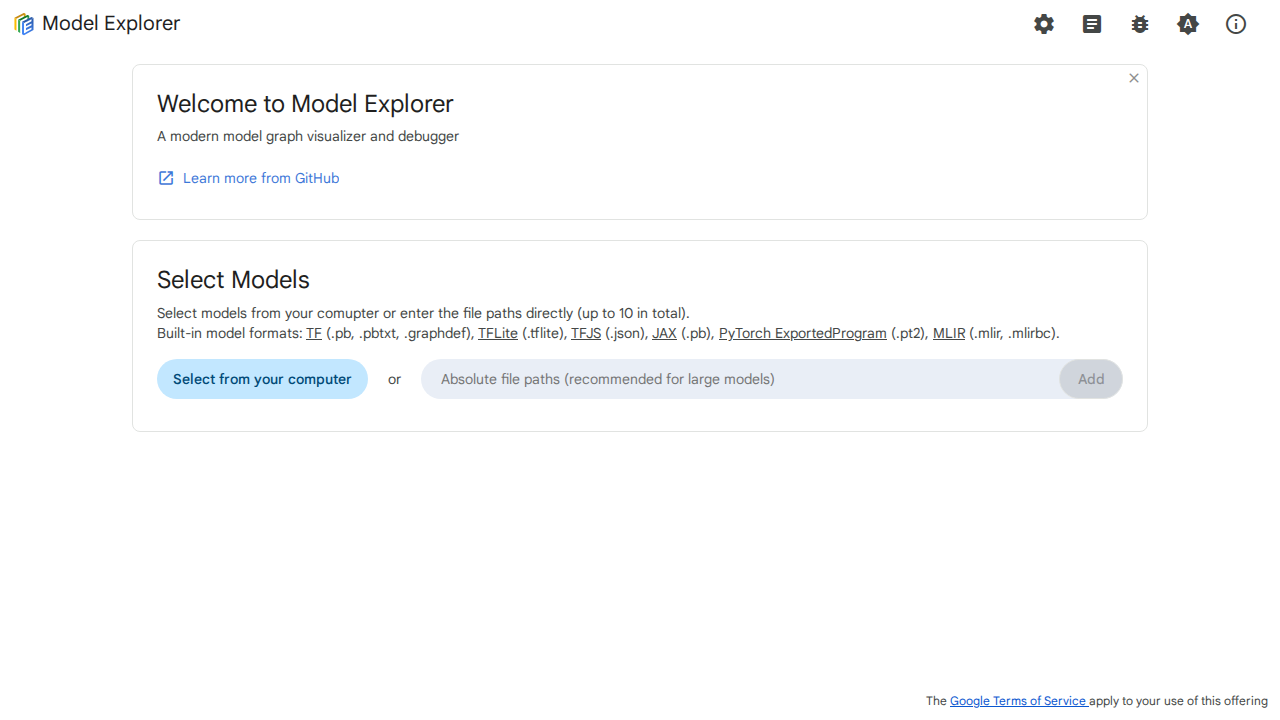 Model Explorer
A
Welcome to Model Explorer
A modern model graph visualizer and debugger
Learn more from GitHub
Select Models
Select models from your comupter or enter the file paths directly (up to 10 in total).
Built-in model formats: TF (.pb, .pbtxt, .graphdef), TFLite (.tflite), TFJS (.json), JAX (.pb), PyTorch ExportedProgram (.pt2), MLIR (.mlir, .mlirbc).
Select from your computer or Absolute file paths (recommended for large models) Add
The Google Terms of Service apply to your use of this offering